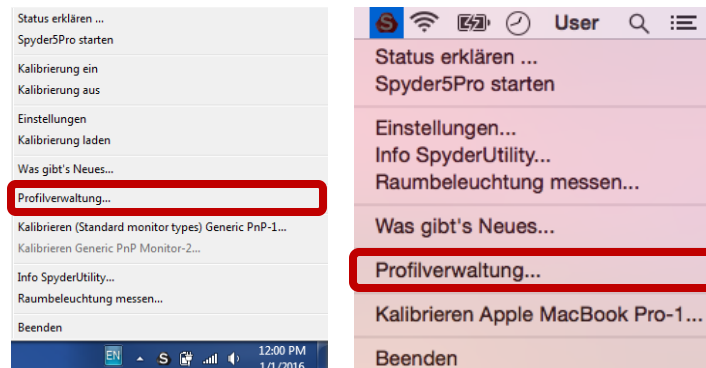 Status erklären ...
Spyder5Pro starten
Kalibrierung ein
Kalibrierung aus
Einstellungen
Kalibrierung laden
Was gibt's Neues...
Profilverwaltung...
Kalibrieren (Standard monitor types) Generic PnP-1...
Kalibrieren Generic PnP Monitor-2...
Info SpyderUtility...
Raumbeleuchtung messen...
Beenden
EN
S
12:00 PM
1/1/2016
S
User
Status erklären ...
Spyder5Pro starten
Einstellungen...
Info SpyderUtility...
Raumbeleuchtung messen...
Was gibt's Neues...
Profilverwaltung...
Kalibrieren Apple MacBook Pro-1...
Beenden